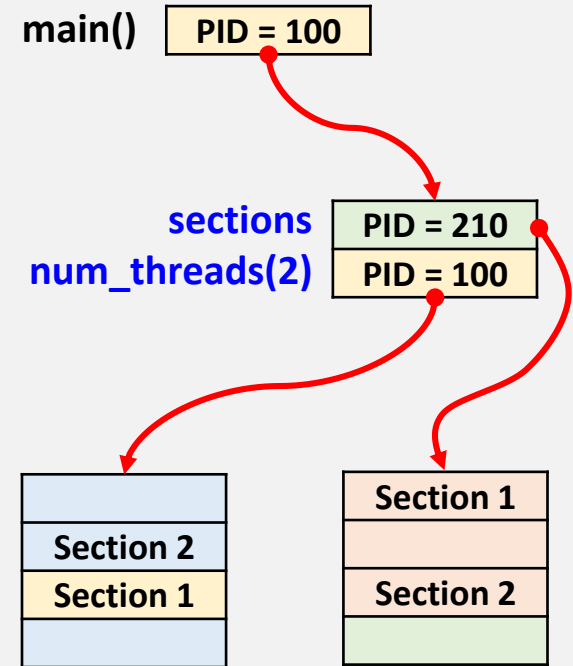 main()
PID = 100
sections
PID = 210
num_threads(2)
PID = 100
Section 2
Section 1
Section 1
Section 2